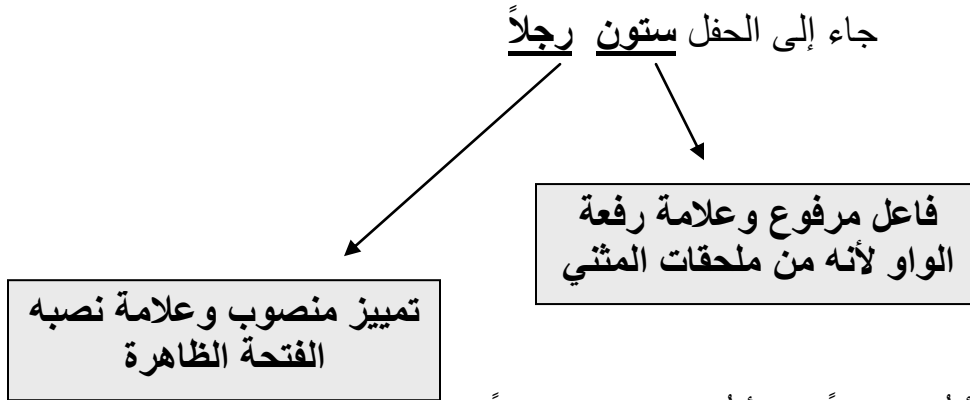 جاء إلى الحفل ستون رجلاً
فاعل مرفوع وعلامة رفعة
الواو لأنه من ملحقات المثني
تمييز منصوب وعلامة نصبه
الفتحة الظاهرة